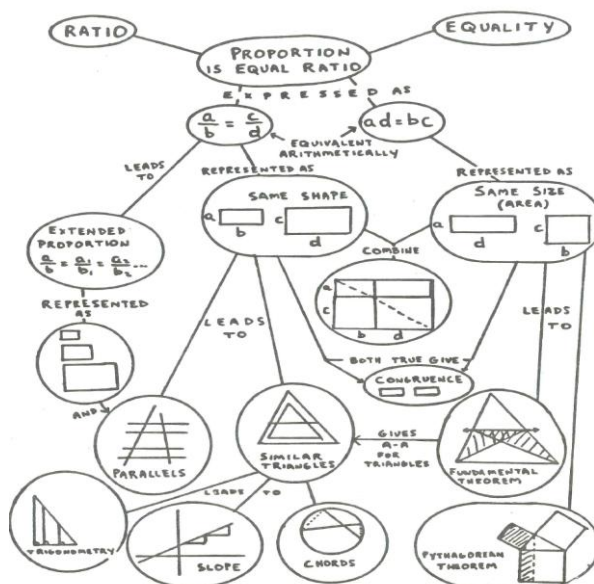 RATIO
PROPORTION
IS EQUAL RATIO
EQUALITY
EXPRESSED AS
a/b = c/d
EQUIVALENT
ARITHMETICALLY
ad=bc
LEADS
TO
REPRESENTED AS
REPRESENTED AS
SAME SHAPE
a
b
c
d
SAME SIZE
(AREA)
a
d
c
b
EXTENDED
PROPORTION
a/b = a₁/b₁ = a₂/b₂ ...
COMBINE
a
c
b
d
REPRESENTED
AS
LEADS
TO
LEADS
TO
BOTH TRUE GIVE
CONGRUENCE
AND
PARALLELS
SIMILAR
TRIANGLES
GIVES
A-A
FOR
TRIANGLES
FUNDAMENTAL
THEOREM
LEADS TO
TRIGONOMETRY
SLOPE
CHORDS
PYTHAGOREAN
THEOREM